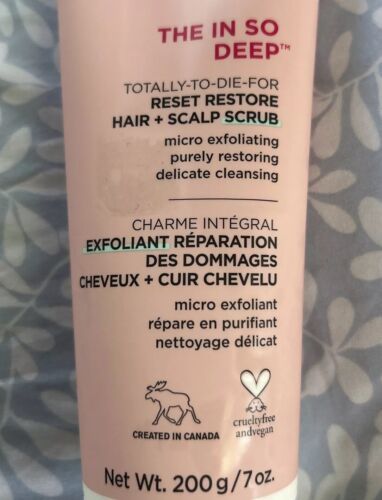 THE IN SO
DEEP™
TOTALLY-TO-DIE-FOR
RESET RESTORE
HAIR + SCALP SCRUB
micro exfoliating
purely restoring
delicate cleansing
CHARME INTÉGRAL
EXFOLIANT RÉPARATION
DES DOMMAGES
CHEVEUX + CUIR CHEVELU
micro exfoliant
répare en purifiant
nettoyage délicat
CREATED IN CANADA
crueltyfree
andvegan
Net Wt. 200 g / 7 oz.